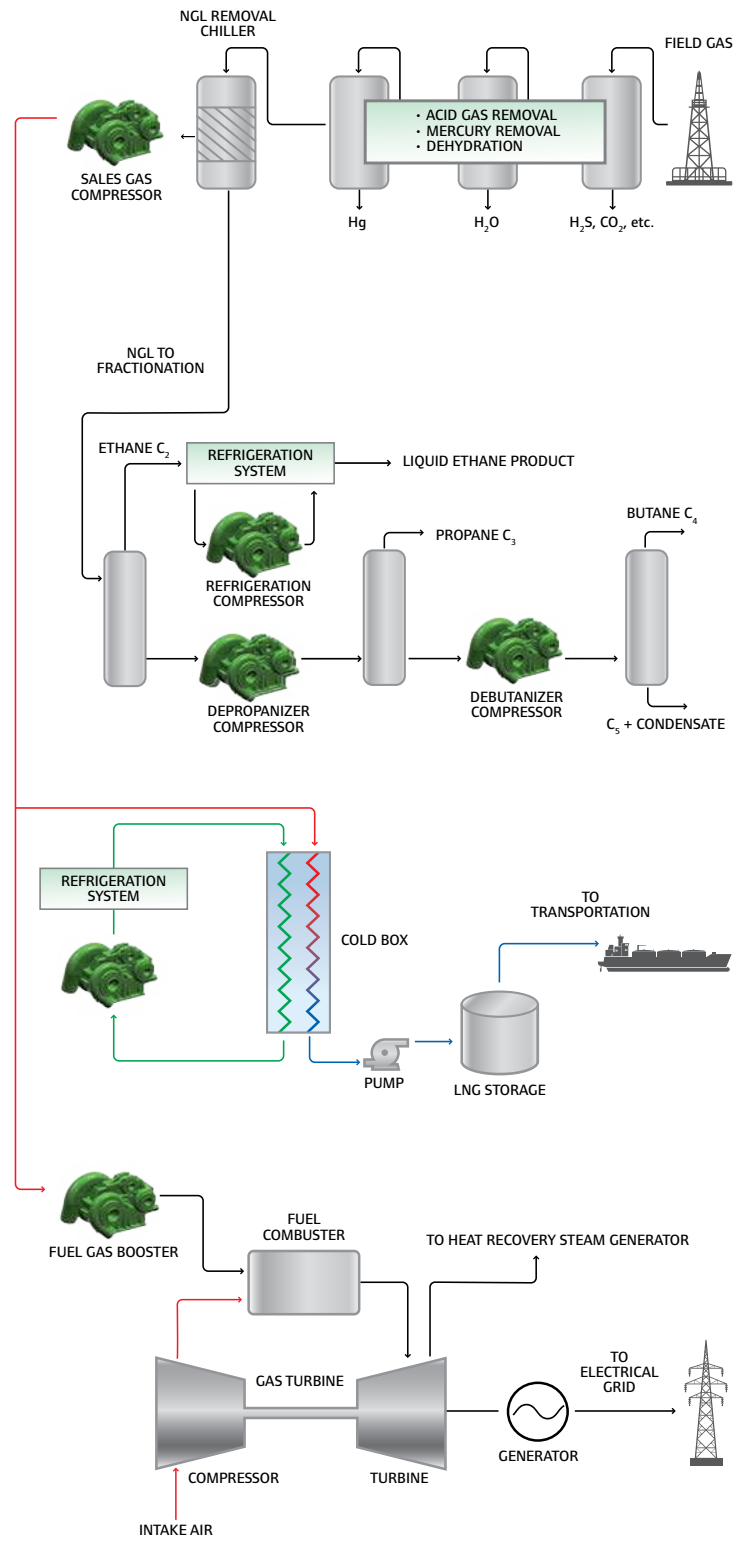 NGL REMOVAL
CHILLER
FIELD GAS
· ACID GAS REMOVAL
· MERCURY REMOVAL
· DEHYDRATION
SALES GAS
COMPRESSOR
Hg
H₂O
H₂S, CO₂, etc.
NGL TO
FRACTIONATION
ETHANE C₂
REFRIGERATION
SYSTEM
LIQUID ETHANE PRODUCT
REFRIGERATION
COMPRESSOR
PROPANE C₃
BUTANE C₄
DEPROPANIZER
COMPRESSOR
DEBUTANIZER
COMPRESSOR
C₅ + CONDENSATE
REFRIGERATION
SYSTEM
COLD BOX
TO
TRANSPORTATION
PUMP
LNG STORAGE
FUEL GAS BOOSTER
FUEL
COMBUSTER
TO HEAT RECOVERY STEAM GENERATOR
GAS TURBINE
TO
ELECTRICAL
GRID
COMPRESSOR
TURBINE
GENERATOR
INTAKE AIR